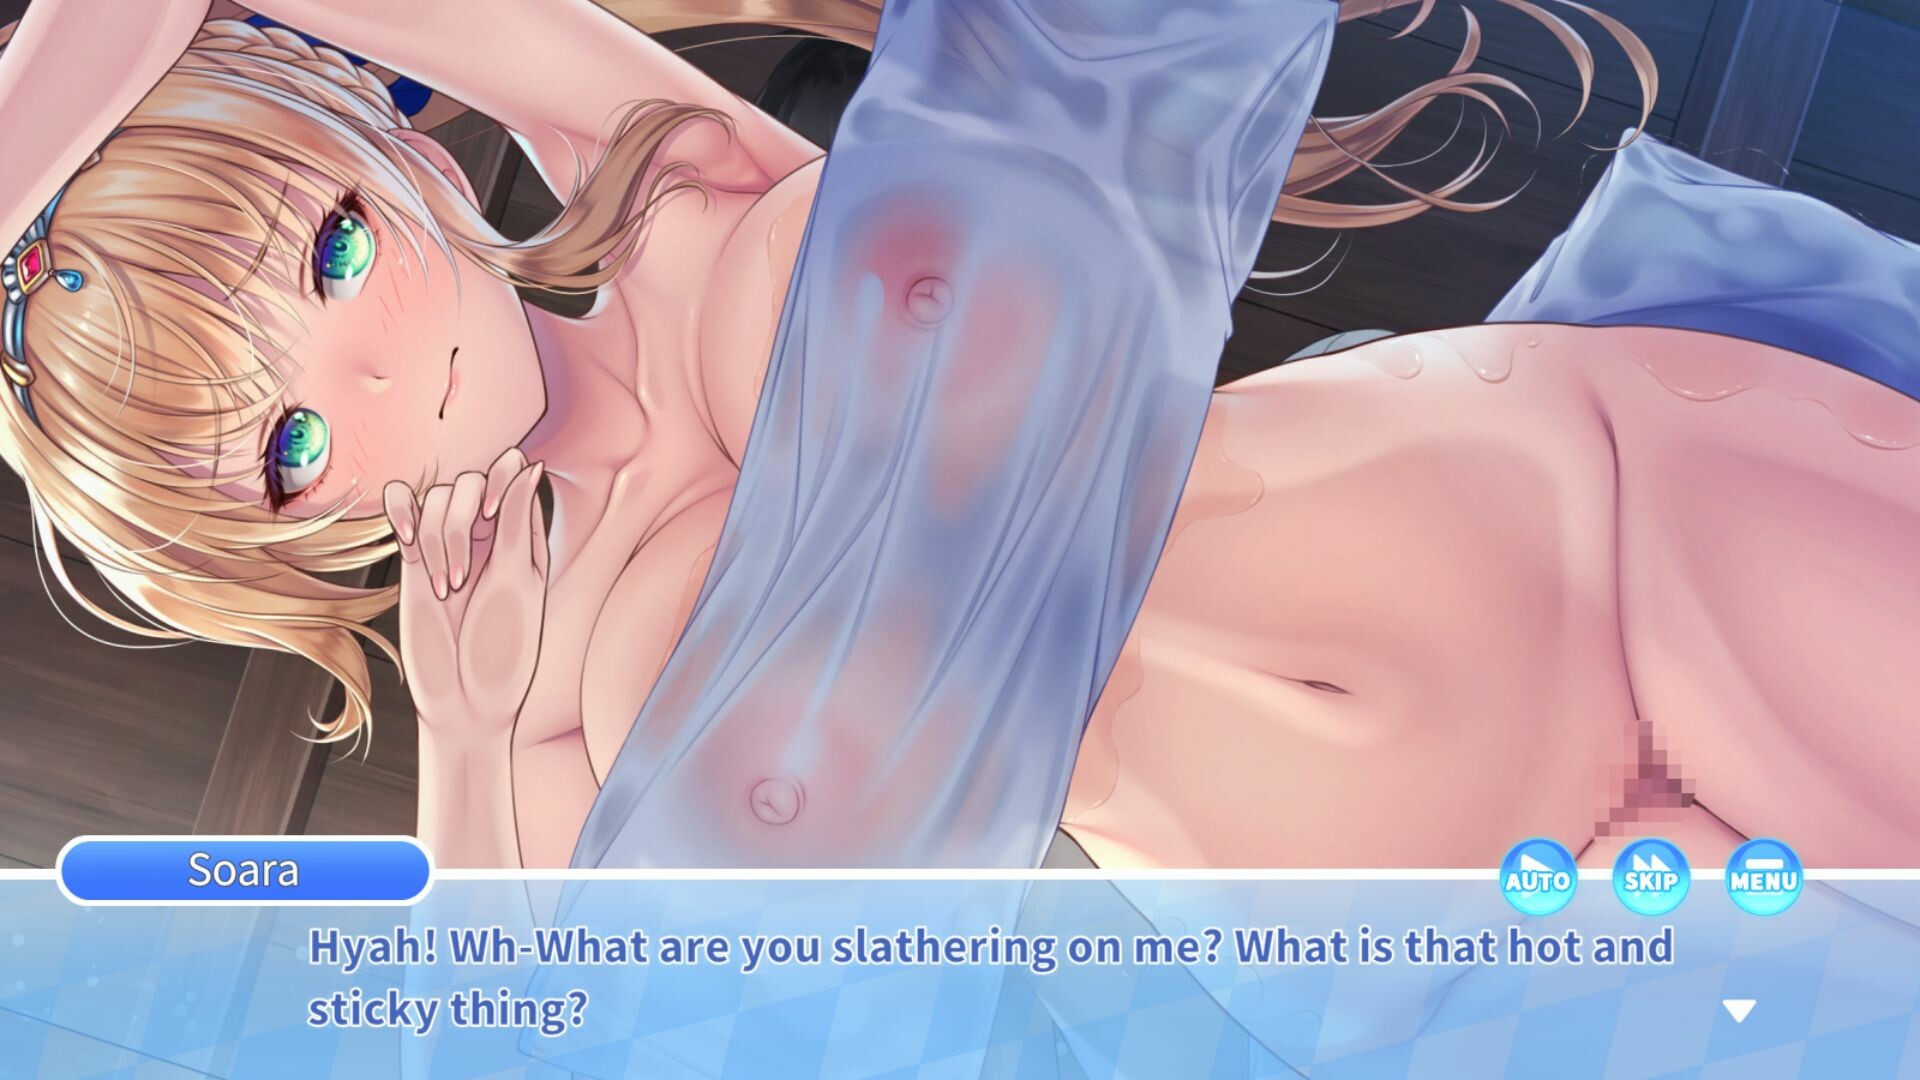 Soara
AUTO
SKIP
MENU
Hyah! Wh-What are you slathering on me? What is that hot and
sticky thing?